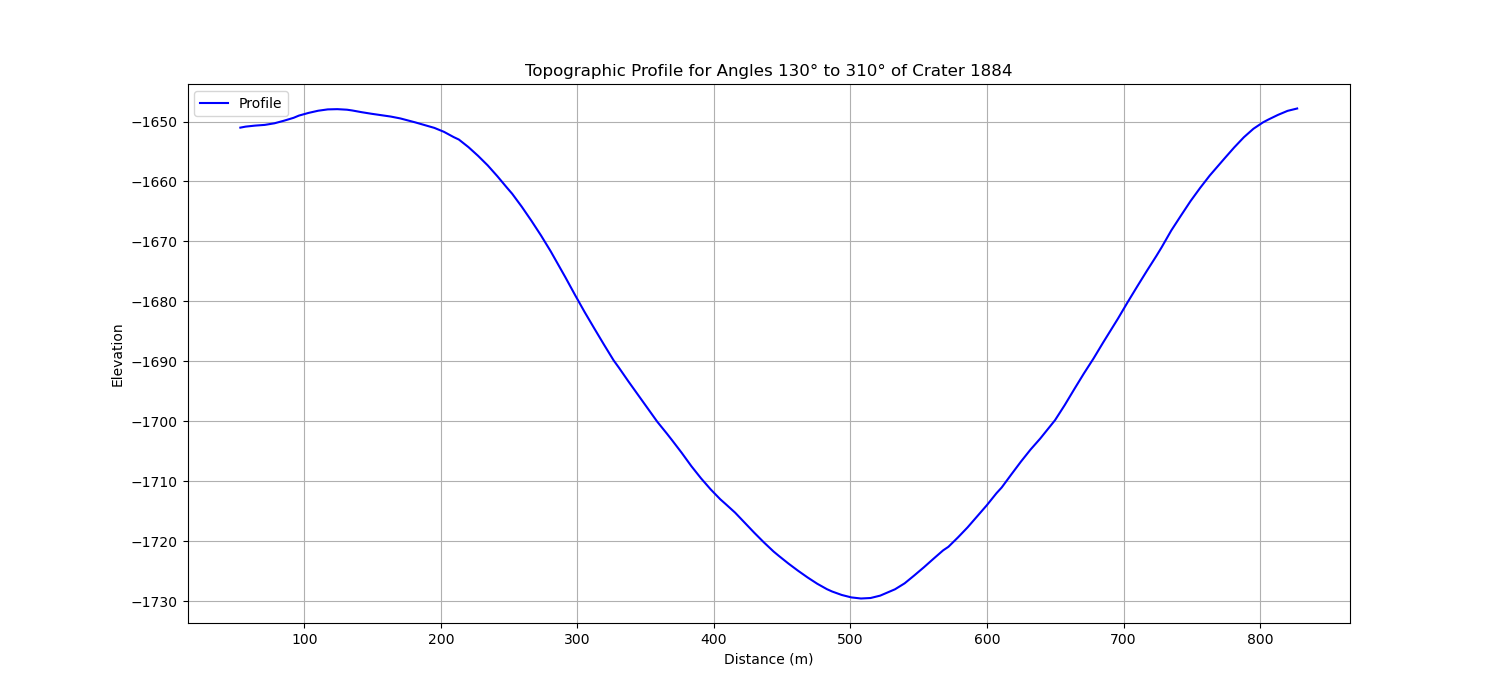 Topographic Profile for Angles 130° to 310° of Crater 1884
Profile
−1650
−1660
−1670
−1680
−1690
−1700
−1710
−1720
−1730
Elevation
100 200 300 400 500 600 700 800
Distance (m)